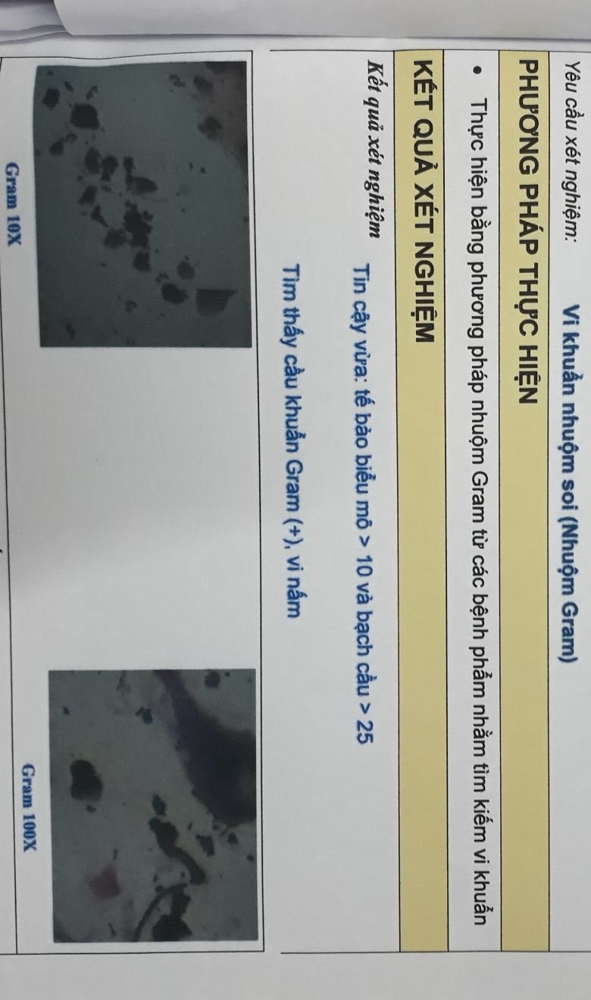 Yêu cầu xét nghiệm: Vi khuẩn nhuộm soi (Nhuộm Gram)
PHƯƠNG PHÁP THỰC HIỆN
• Thực hiện bằng phương pháp nhuộm Gram từ các bệnh phẩm nhằm tìm kiếm vi khuẩn
KẾT QUẢ XÉT NGHIỆM
Kết quả xét nghiệm Tin cậy vừa: tế bào biểu mô > 10 và bạch cầu > 25
Tìm thấy cầu khuẩn Gram (+), vi nấm
Gram 10X Gram 100X